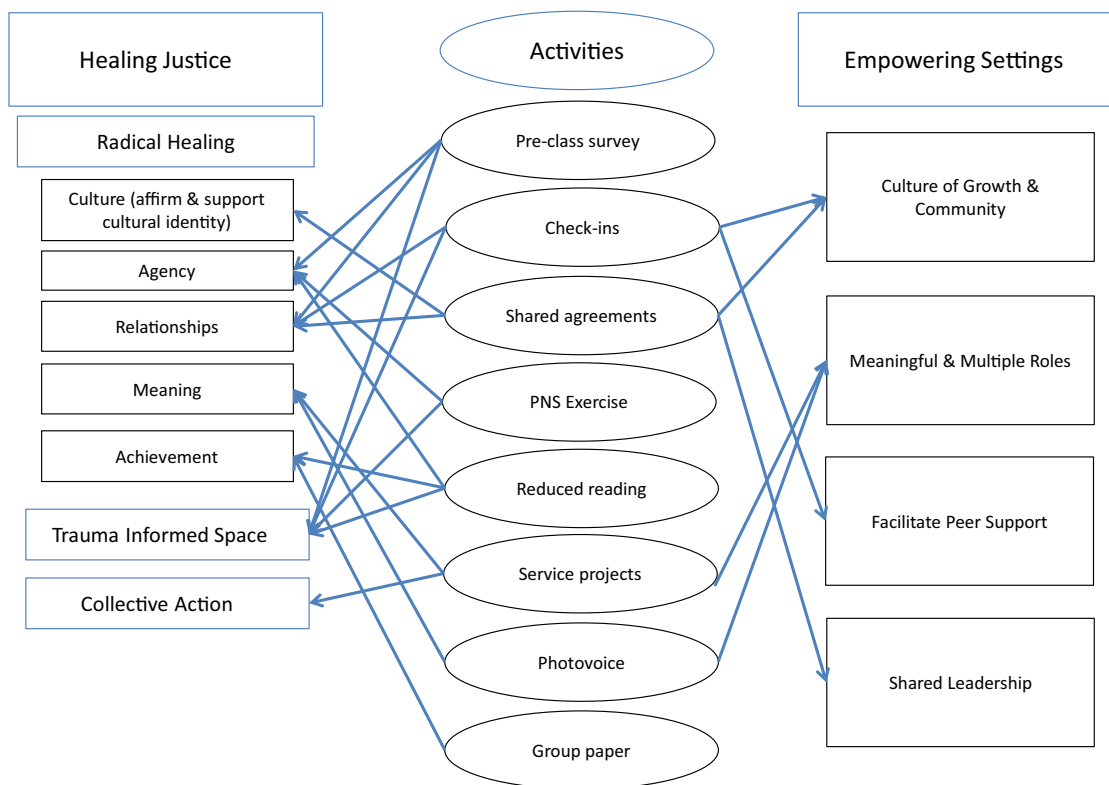 Healing Justice
Radical Healing
Culture (affirm & support
cultural identity)
Agency
Relationships
Meaning
Achievement
Trauma Informed Space
Collective Action
Activities
Pre-class survey
Check-ins
Shared agreements
PNS Exercise
Reduced reading
Service projects
Photovoice
Group paper
Empowering Settings
Culture of Growth &
Community
Meaningful & Multiple Roles
Facilitate Peer Support
Shared Leadership